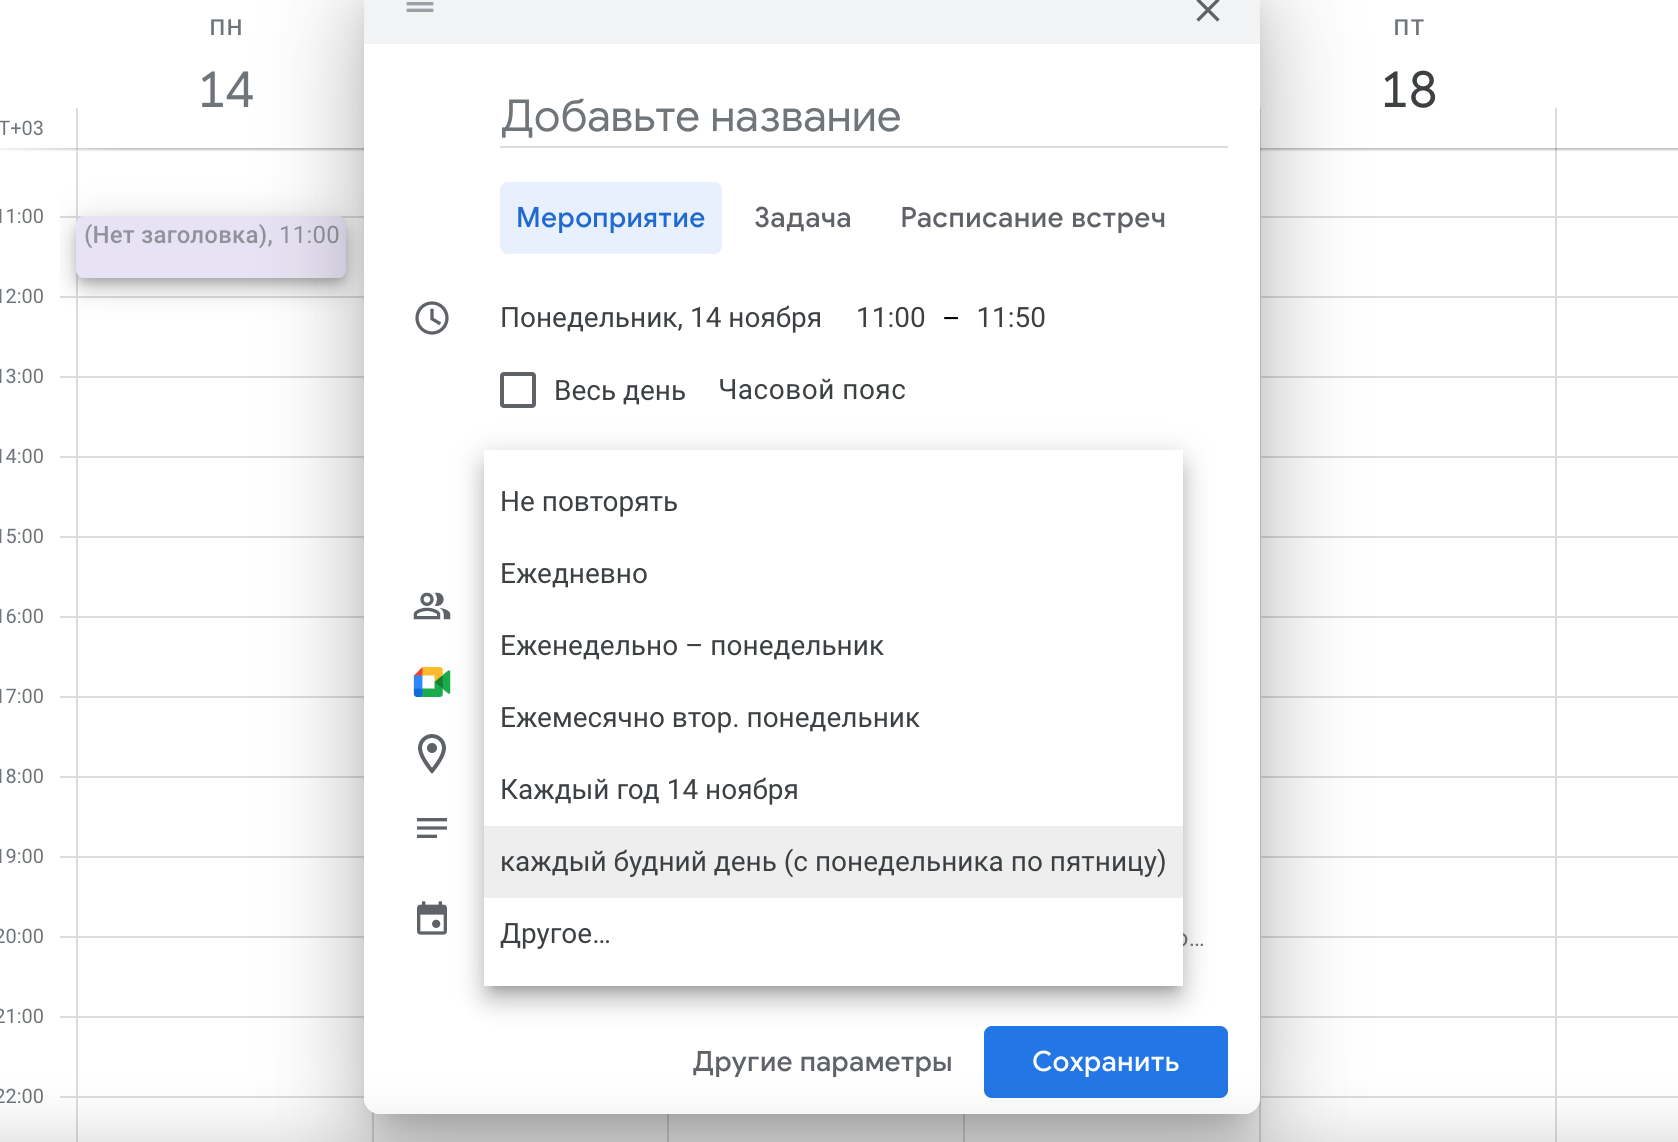 ПН
14
ПТ
18
T+03
Добавьте название
Мероприятие Задача Расписание встреч
11:00
(Нет заголовка), 11:00
12:00
Понедельник, 14 ноября 11:00 – 11:50
13:00
Весь день Часовой пояс
14:00
Не повторять
15:00
Ежедневно
16:00
Еженедельно – понедельник
17:00
Ежемесячно втор. понедельник
18:00
Каждый год 14 ноября
19:00
каждый будний день (с понедельника по пятницу)
20:00
Другое...
21:00
Другие параметры Сохранить
22:00